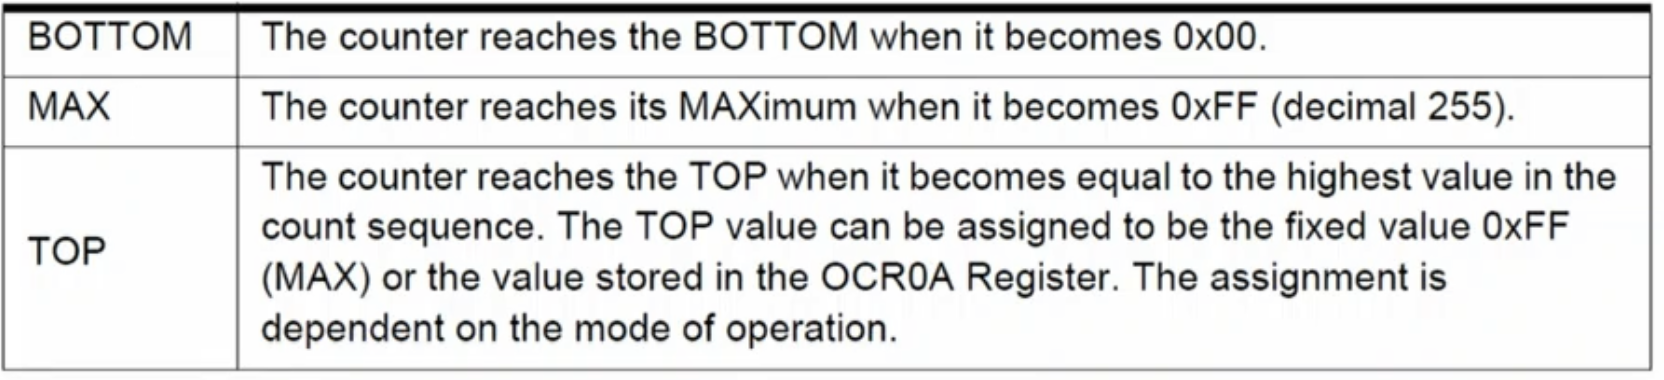 BOTTOM The counter reaches the BOTTOM when it becomes 0x00.
MAX The counter reaches its MAXimum when it becomes 0xFF (decimal 255).
TOP The counter reaches the TOP when it becomes equal to the highest value in the
count sequence. The TOP value can be assigned to be the fixed value 0xFF
(MAX) or the value stored in the OCR0A Register. The assignment is
dependent on the mode of operation.